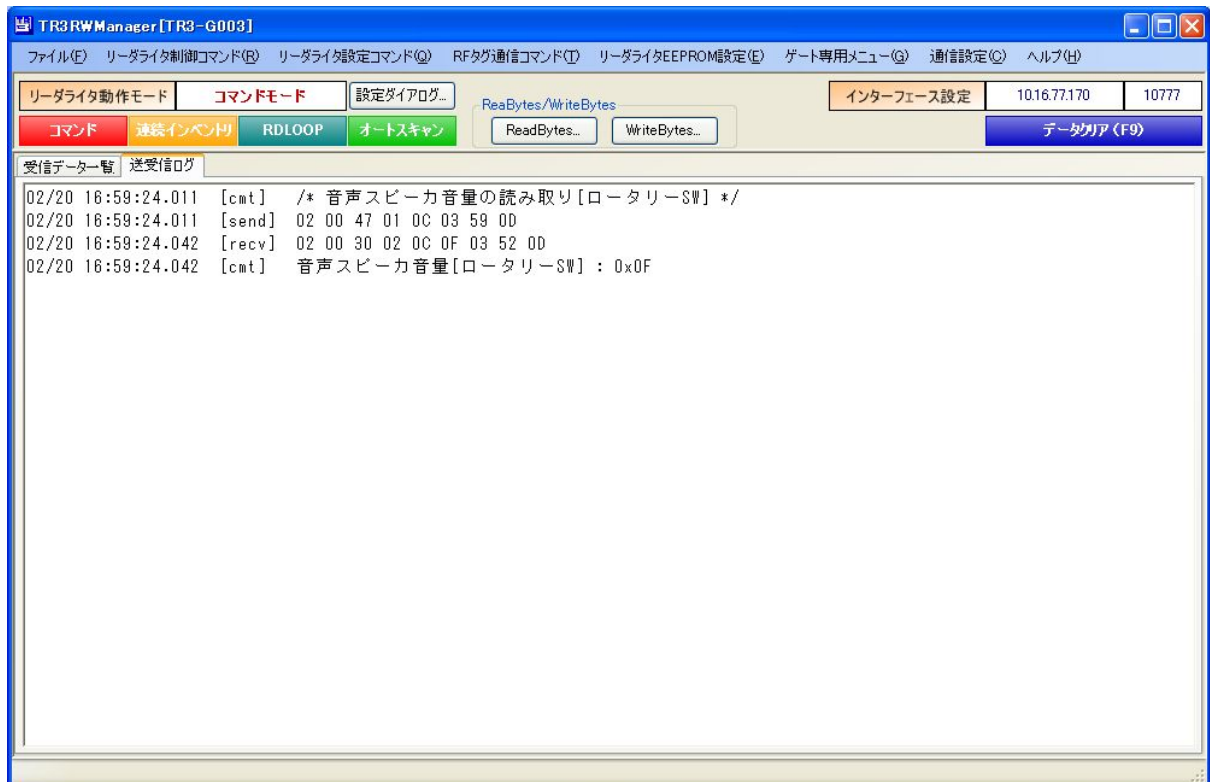 TR3RWManager[TR3-G003]
ファイル(F) リーダライタ制御コマンド(R) リーダライタ設定コマンド(Q) RFタグ通信コマンド(T) リーダライタEEPROM設定(E) ゲート専用メニュー(G) 通信設定(C) ヘルプ(H)
リーダライタ動作モード コマンドモード 設定ダイアログ... ReaBytes/WriteBytes インターフェース設定 10.16.77.170 10777
コマンド 連続インベントリ RDLOOP オートスキャン ReadBytes... WriteBytes... データクリア(F9)
受信データ一覧 送受信ログ
02/20 16:59:24.011 [cmt] /* 音声スピーカ音量の読み取り[ロータリーSW] */
02/20 16:59:24.011 [send] 02 00 47 01 0C 03 59 0D
02/20 16:59:24.042 [recv] 02 00 30 02 0C 0F 03 52 0D
02/20 16:59:24.042 [cmt] 音声スピーカ音量[ロータリーSW] : 0x0F